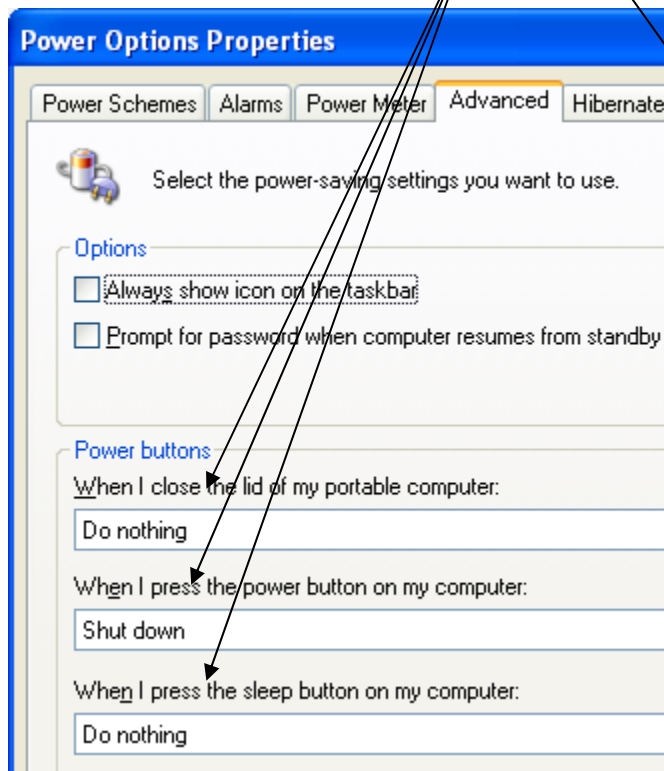 Power Options Properties
Power Schemes Alarms Power Meter Advanced Hibernate
Select the power-saving settings you want to use.
Options
Always show icon on the taskbar
Prompt for password when computer resumes from standby
Power buttons
When I close the lid of my portable computer:
Do nothing
When I press the power button on my computer:
Shut down
When I press the sleep button on my computer:
Do nothing